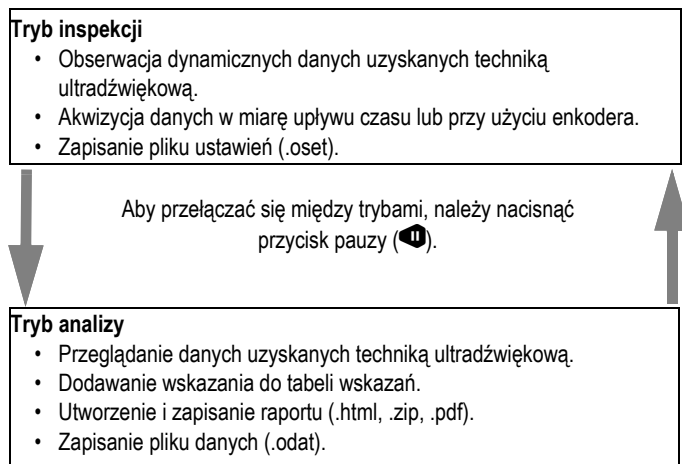 Tryb inspekcji
• Obserwacja dynamicznych danych uzyskanych techniką
ultradźwiękową.
• Akwizycja danych w miarę upływu czasu lub przy użyciu enkodera.
• Zapisanie pliku ustawień (.oset).
Aby przełączać się między trybami, należy nacisnąć
przycisk pauzy ( ).
Tryb analizy
• Przeglądanie danych uzyskanych techniką ultradźwiękową.
• Dodawanie wskazania do tabeli wskazań.
• Utworzenie i zapisanie raportu (.html, .zip, .pdf).
• Zapisanie pliku danych (.odat).